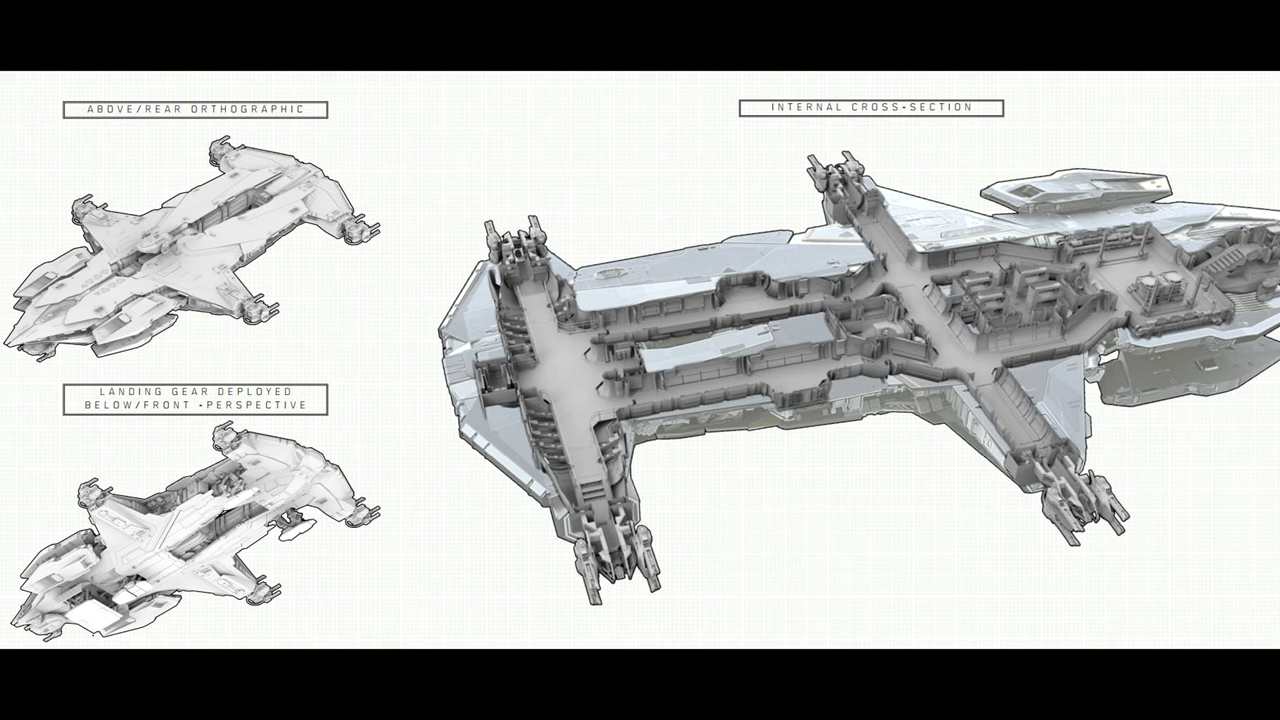 ABOVE/REAR ORTHOGRAPHIC
INTERNAL CROSS-SECTION
LANDING GEAR DEPLOYED
BELOW/FRONT -PERSPECTIVE